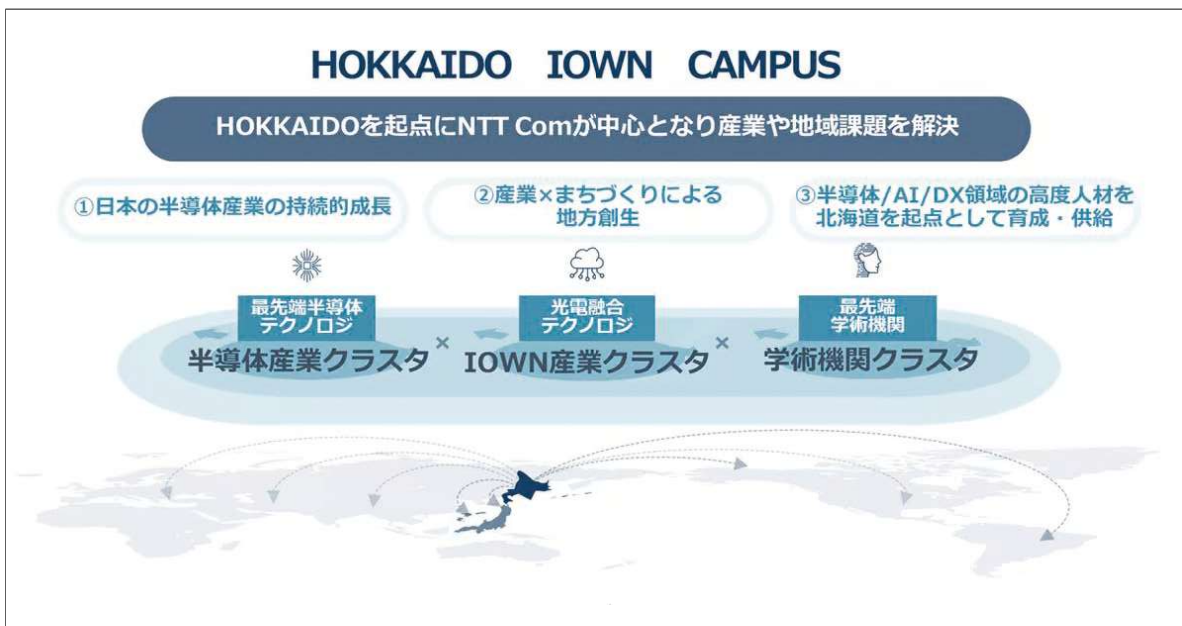 HOKKAIDO IOWN CAMPUS
HOKKAIDOを起点にNTT Comが中心となり産業や地域課題を解決
①日本の半導体産業の持続的成長
②産業×まちづくりによる
地方創生
③半導体/AI/DX領域の高度人材を
北海道を起点として育成・供給
最先端半導体
テクノロジ
半導体産業クラスタ
×
光電融合
テクノロジ
IOWN産業クラスタ
×
最先端
学術機関
学術機関クラスタ